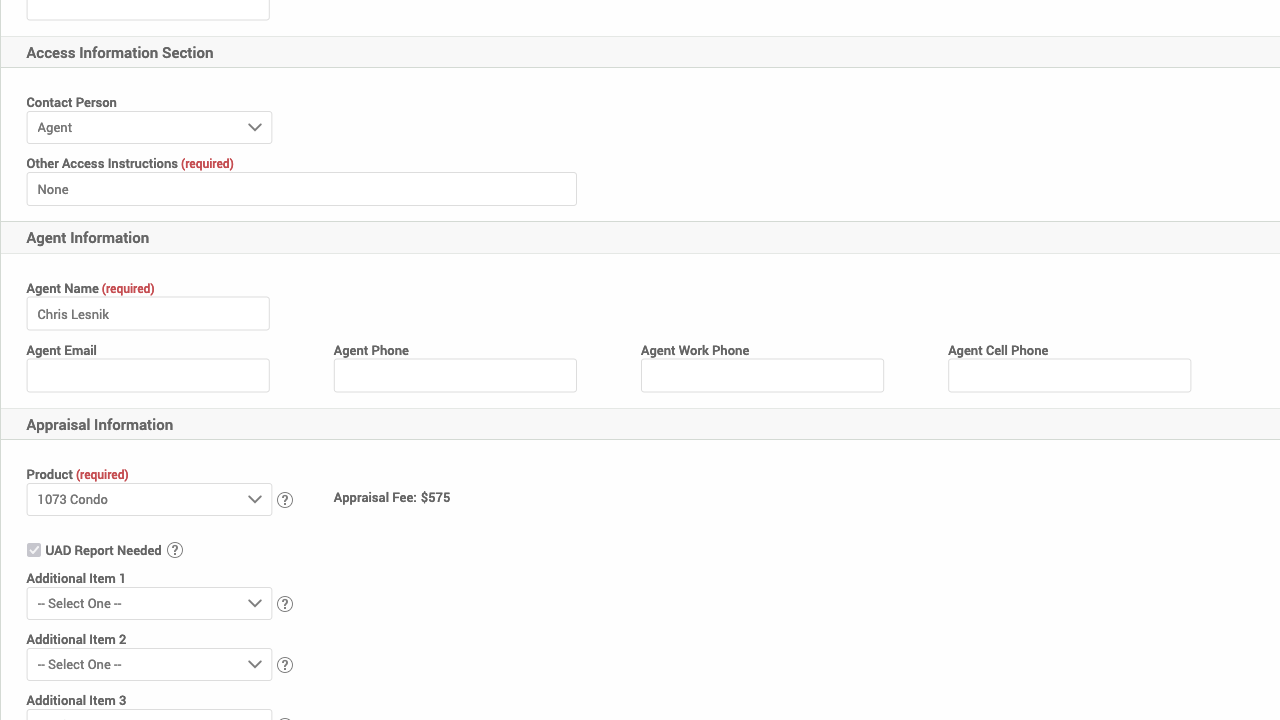 Access Information Section
Contact Person
Agent
Other Access Instructions (required)
None
Agent Information
Agent Name (required)
Chris Lesnik
Agent Email Agent Phone Agent Work Phone Agent Cell Phone
Appraisal Information
Product (required)
1073 Condo ? Appraisal Fee: $575
UAD Report Needed ?
Additional Item 1
-- Select One -- ?
Additional Item 2
-- Select One -- ?
Additional Item 3